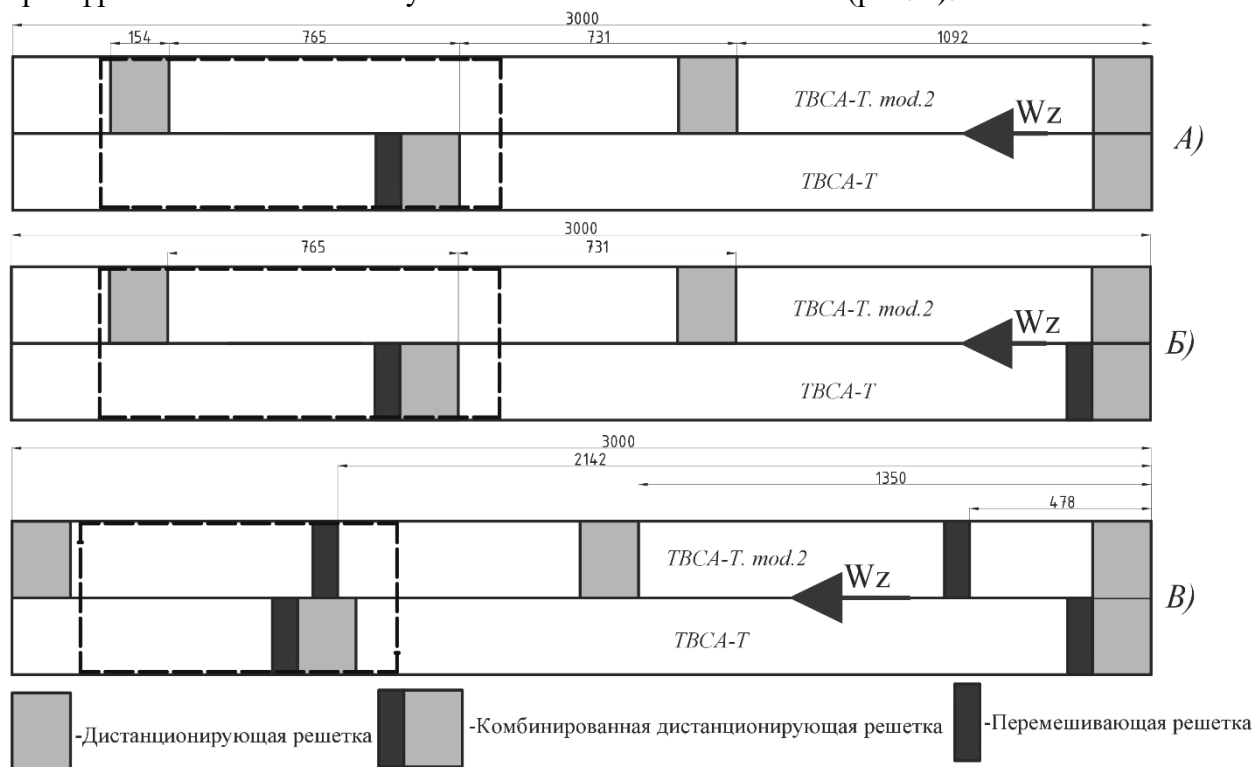 3000
154 765 731 1092
ТВСА-Т. mod.2
Wz
А)
ТВСА-Т
3000
765 731
ТВСА-Т. mod.2
Wz
Б)
ТВСА-Т
3000
2142
1350
478
ТВСА-Т. mod.2
Wz
В)
ТВСА-Т
-Дистанционирующая решетка
-Комбинированная дистанционирующая решетка
-Перемешивающая решетка